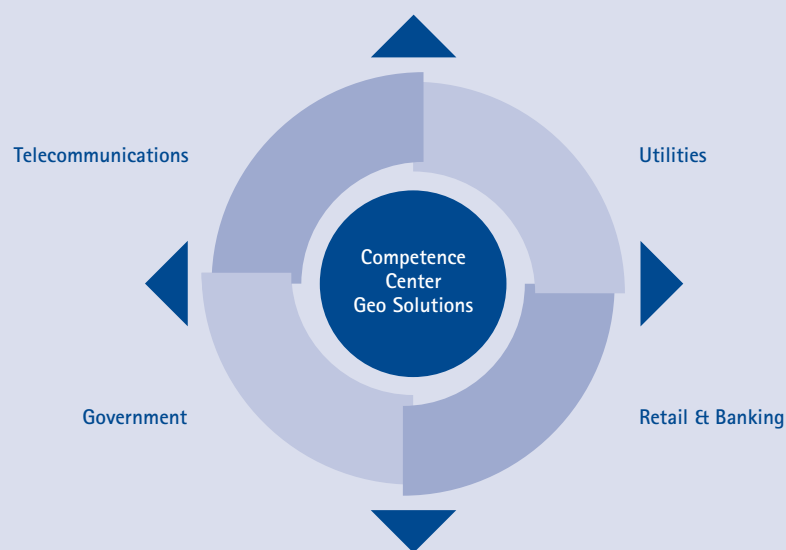 Telecommunications
Utilities
Competence
Center
Geo Solutions
Government
Retail & Banking